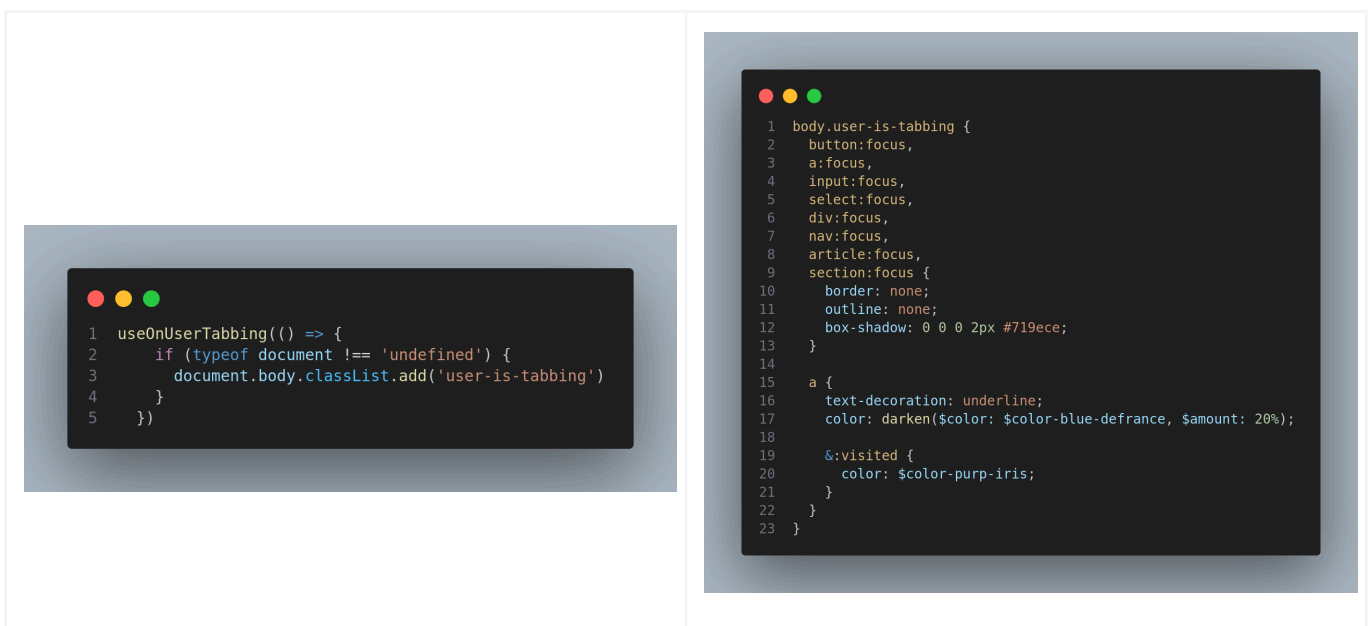 1 useOnUserTabbing(() => {
2     if (typeof document !== 'undefined') {
3       document.body.classList.add('user-is-tabbing')
4     }
5   })
1 body.user-is-tabbing {
2   button:focus,
3   a:focus,
4   input:focus,
5   select:focus,
6   div:focus,
7   nav:focus,
8   article:focus,
9   section:focus {
10     border: none;
11     outline: none;
12     box-shadow: 0 0 0 2px #719ece;
13   }
14
15   a {
16     text-decoration: underline;
17     color: darken($color: $color-blue-defrance, $amount: 20%);
18
19     &:visited {
20       color: $color-purp-iris;
21     }
22   }
23 }